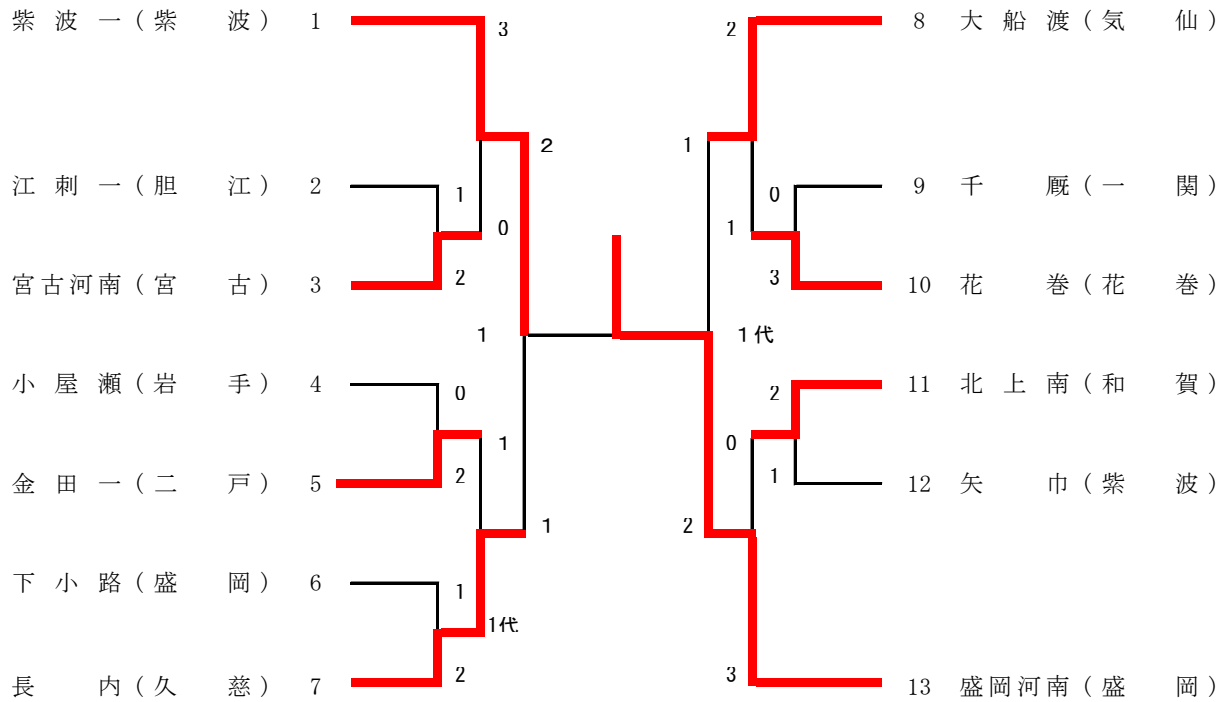 紫波一(紫波) 1 3 2 8 大船渡(気仙)
2 1
江刺一(胆江) 2 1 0 9 千厩(一関)
0 1
宮古河南(宮古) 3 2 3 10 花巻(花巻)
1 1代
小屋瀬(岩手) 4 0 2 11 北上南(和賀)
1 0
金田一(二戸) 5 2 1 12 矢巾(紫波)
1 2
下小路(盛岡) 6 1
1代
長内(久慈) 7 2 3 13 盛岡河南(盛岡)